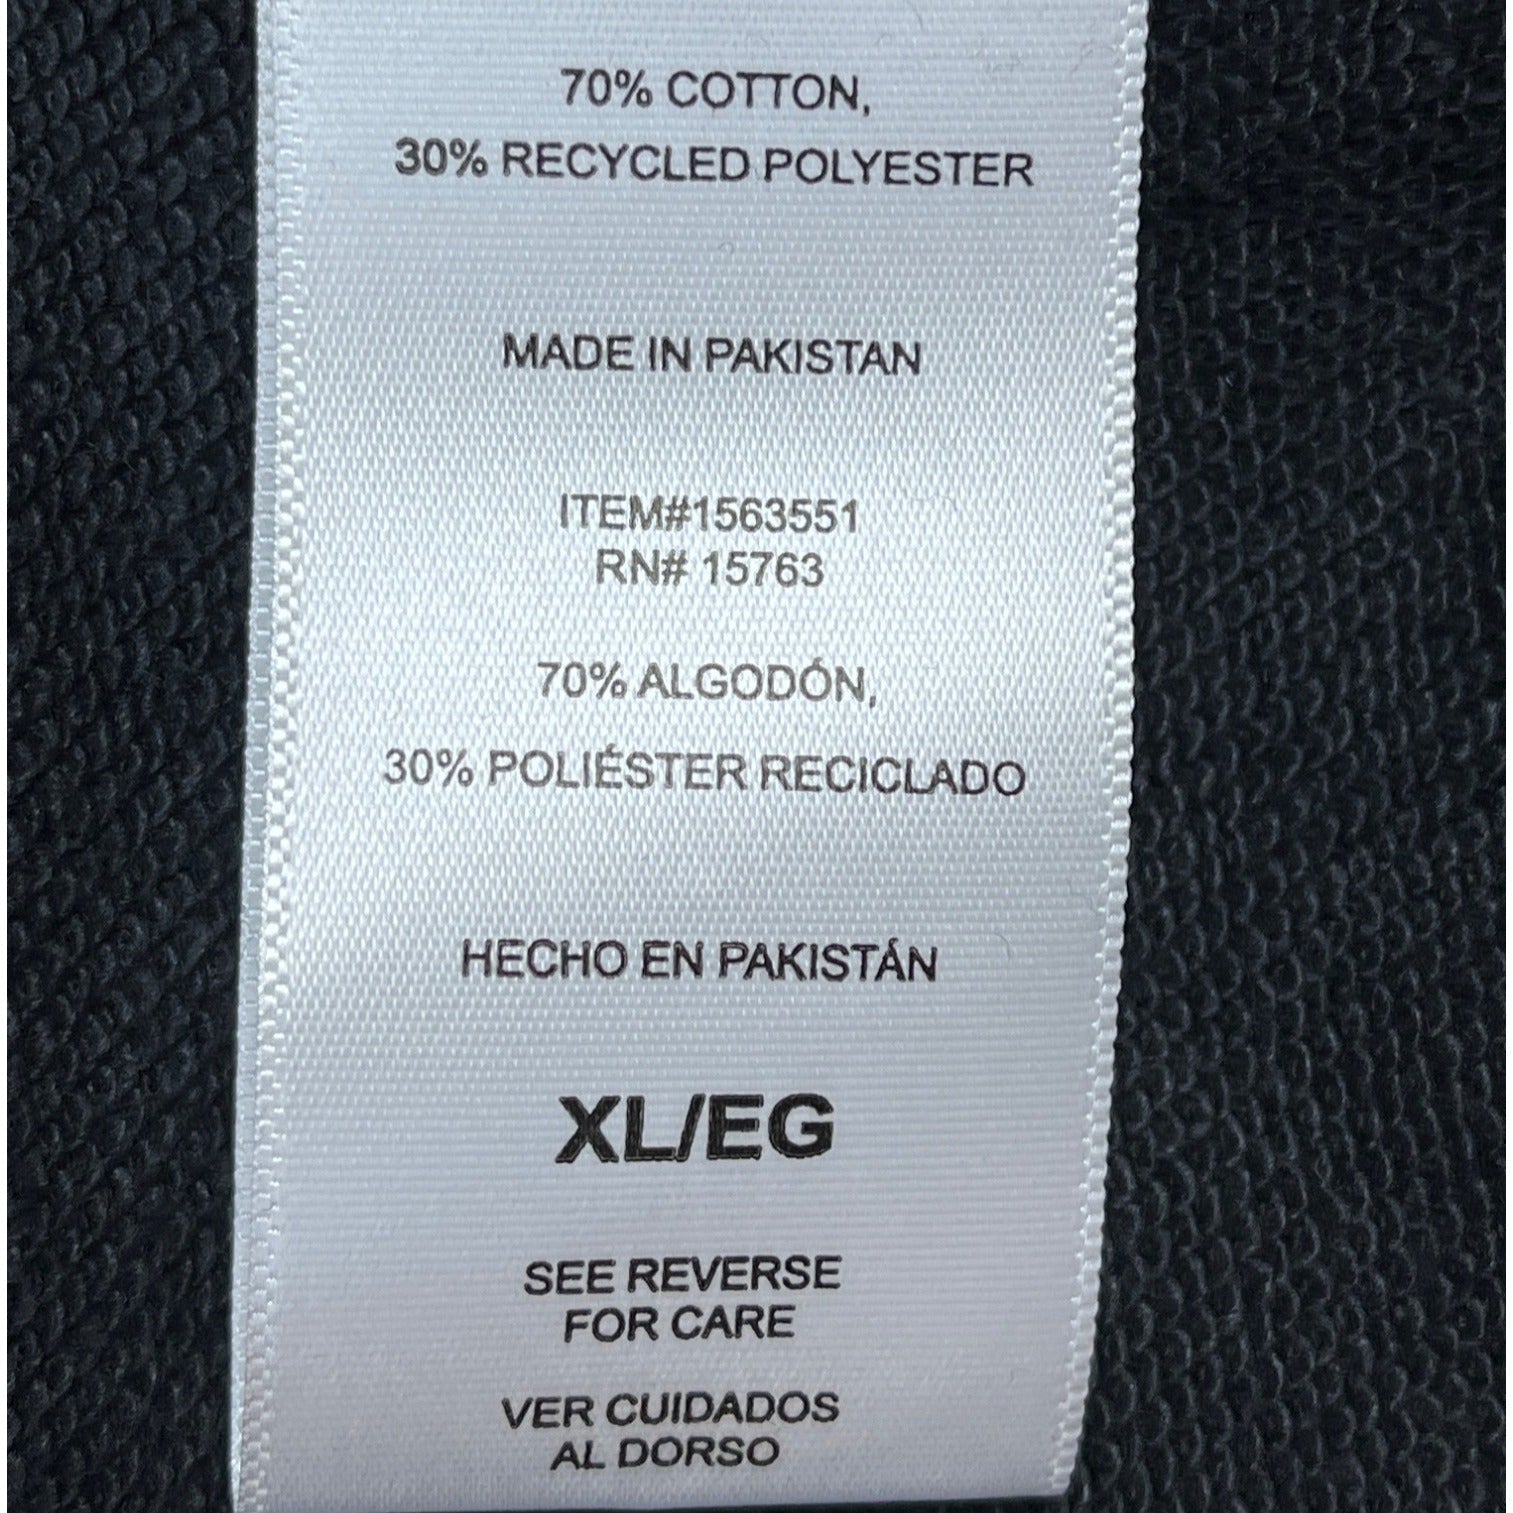 70% COTTON,
30% RECYCLED POLYESTER
MADE IN PAKISTAN
ITEM#1563551
RN# 15763
70% ALGODÓN,
30% POLIÉSTER RECICLADO
HECHO EN PAKISTÁN
XL/EG
SEE REVERSE
FOR CARE
VER CUIDADOS
AL DORSO